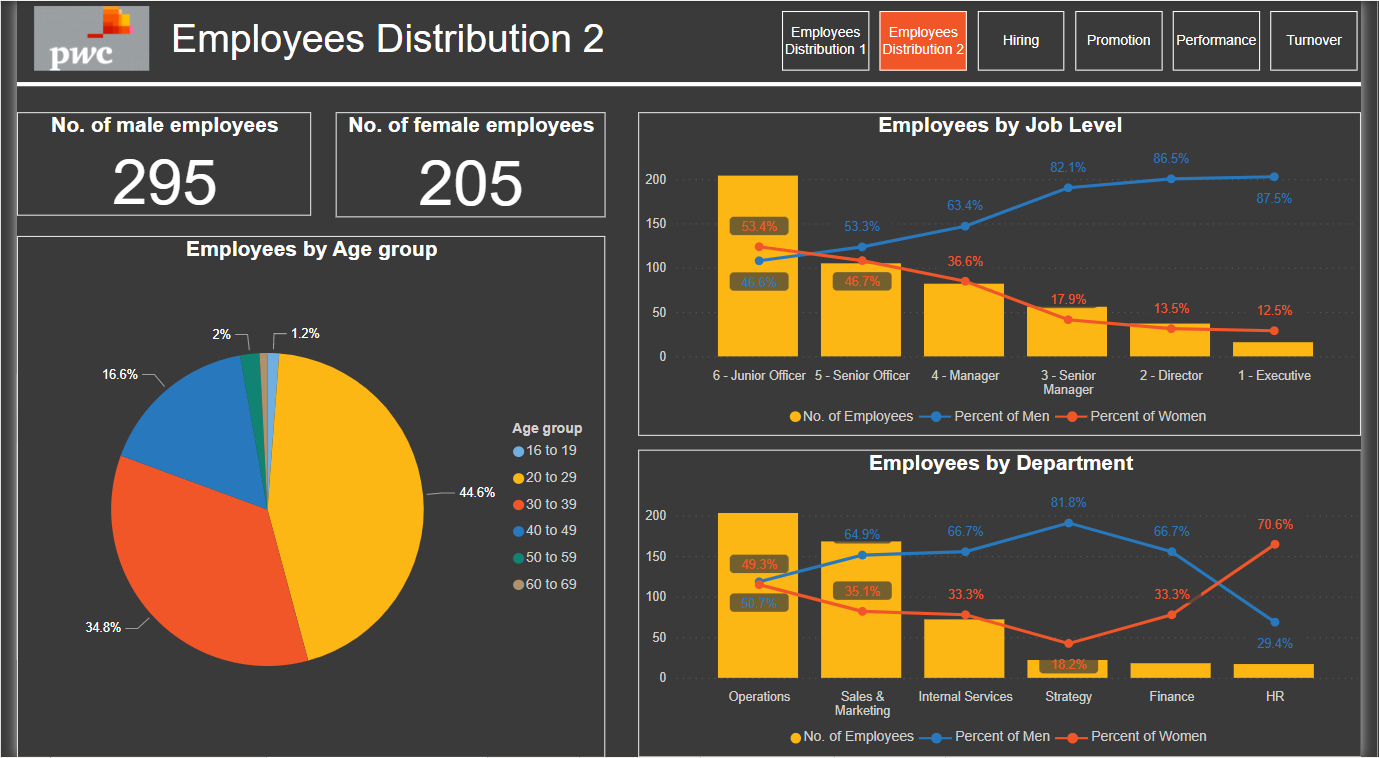 pwc
Employees Distribution 2
Employees
Distribution 1
Employees
Distribution 2
Hiring
Promotion
Performance
Turnover
No. of male employees
295
No. of female employees
205
Employees by Age group
2%
1.2%
16.6%
44.6%
34.8%
Age group
16 to 19
20 to 29
30 to 39
40 to 49
50 to 59
60 to 69
Employees by Job Level
200
150
100
50
0
53.4%
46.6%
53.3%
46.7%
63.4%
36.6%
82.1%
17.9%
86.5%
13.5%
87.5%
12.5%
6 - Junior Officer
5 - Senior Officer
4 - Manager
3 - Senior
Manager
2 - Director
1 - Executive
No. of Employees
Percent of Men
Percent of Women
Employees by Department
200
150
100
50
0
49.3%
50.7%
64.9%
35.1%
66.7%
33.3%
81.8%
18.2%
66.7%
33.3%
70.6%
29.4%
Operations
Sales &
Marketing
Internal Services
Strategy
Finance
HR
No. of Employees
Percent of Men
Percent of Women